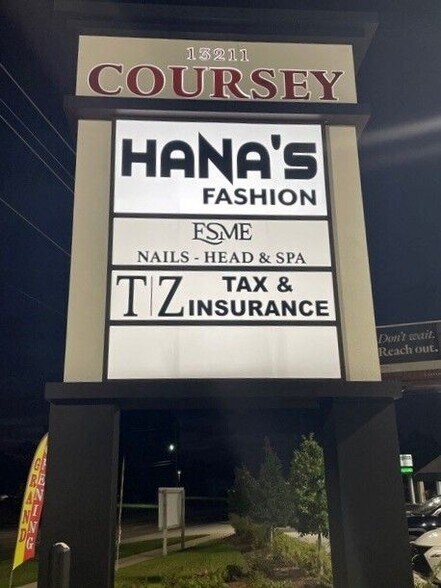 13211
COURSEY
HANA'S
FASHION
ESME
NAILS - HEAD & SPA
T|Z TAX &
INSURANCE
Don't wait.
Reach out.
GRAND
OPENING